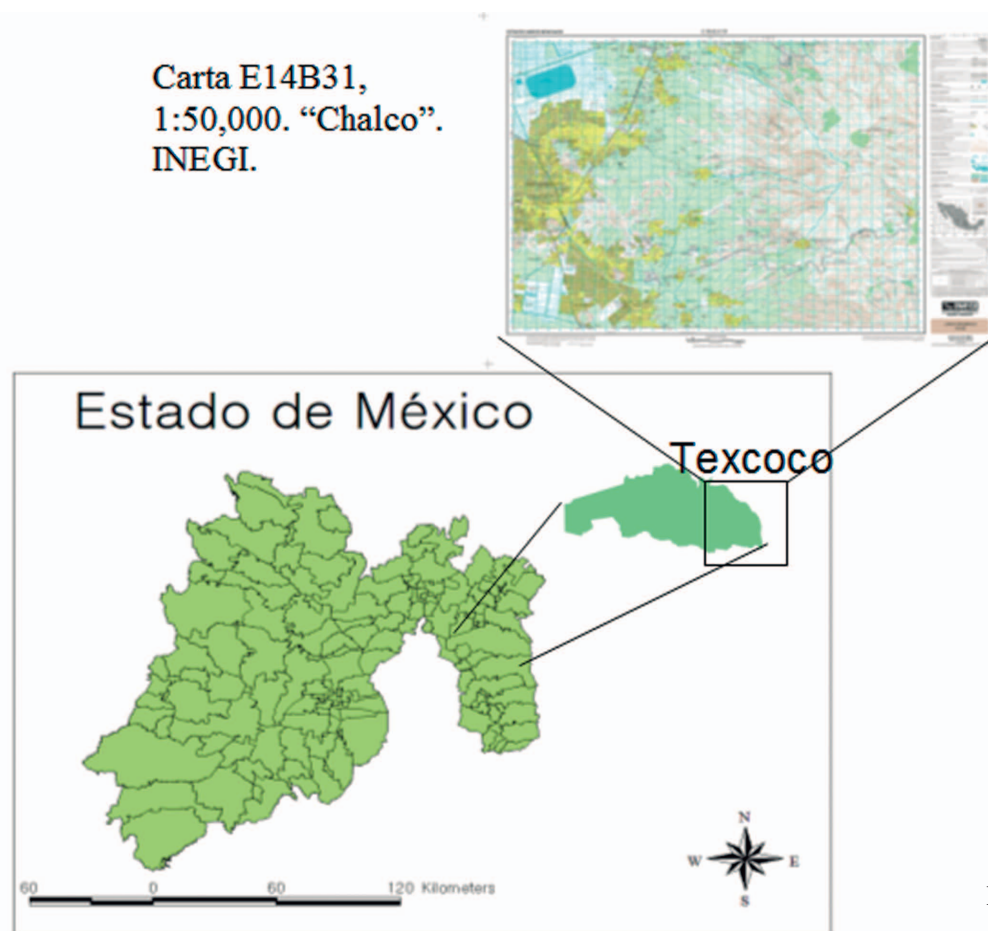 Carta E14B31,
1:50,000. “Chalco”.
INEGI.
Estado de México
Texcoco
N
W E
S
60 0 60 120 Kilometers